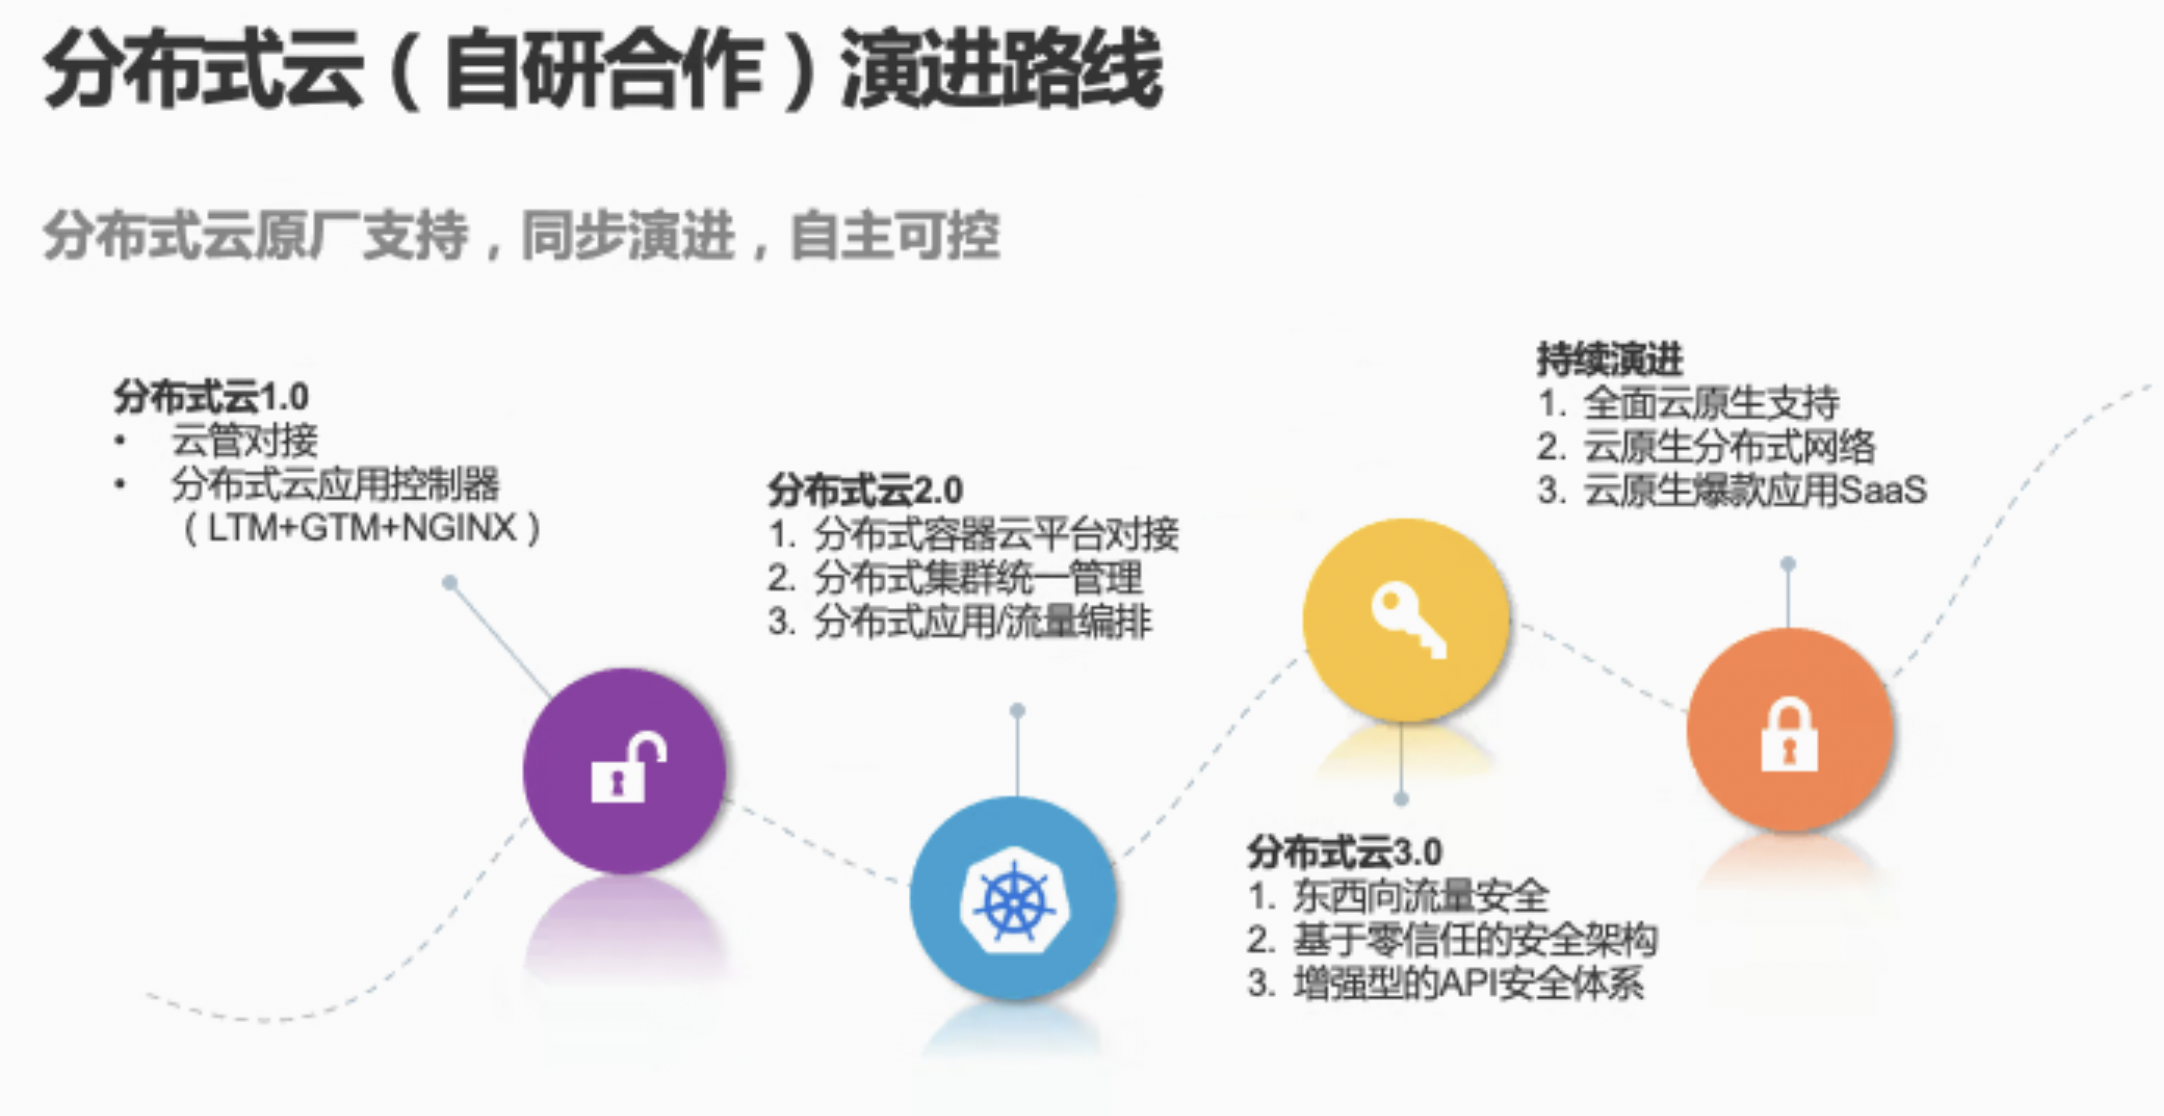 分布式云（自研合作）演进路线
分布式云原厂支持，同步演进，自主可控
分布式云1.0
• 云管对接
• 分布式云应用控制器
（LTM+GTM+NGINX）
分布式云2.0
1. 分布式容器云平台对接
2. 分布式集群统一管理
3. 分布式应用/流量编排
分布式云3.0
1. 东西向流量安全
2. 基于零信任的安全架构
3. 增强型的API安全体系
持续演进
1. 全面云原生支持
2. 云原生分布式网络
3. 云原生爆款应用SaaS